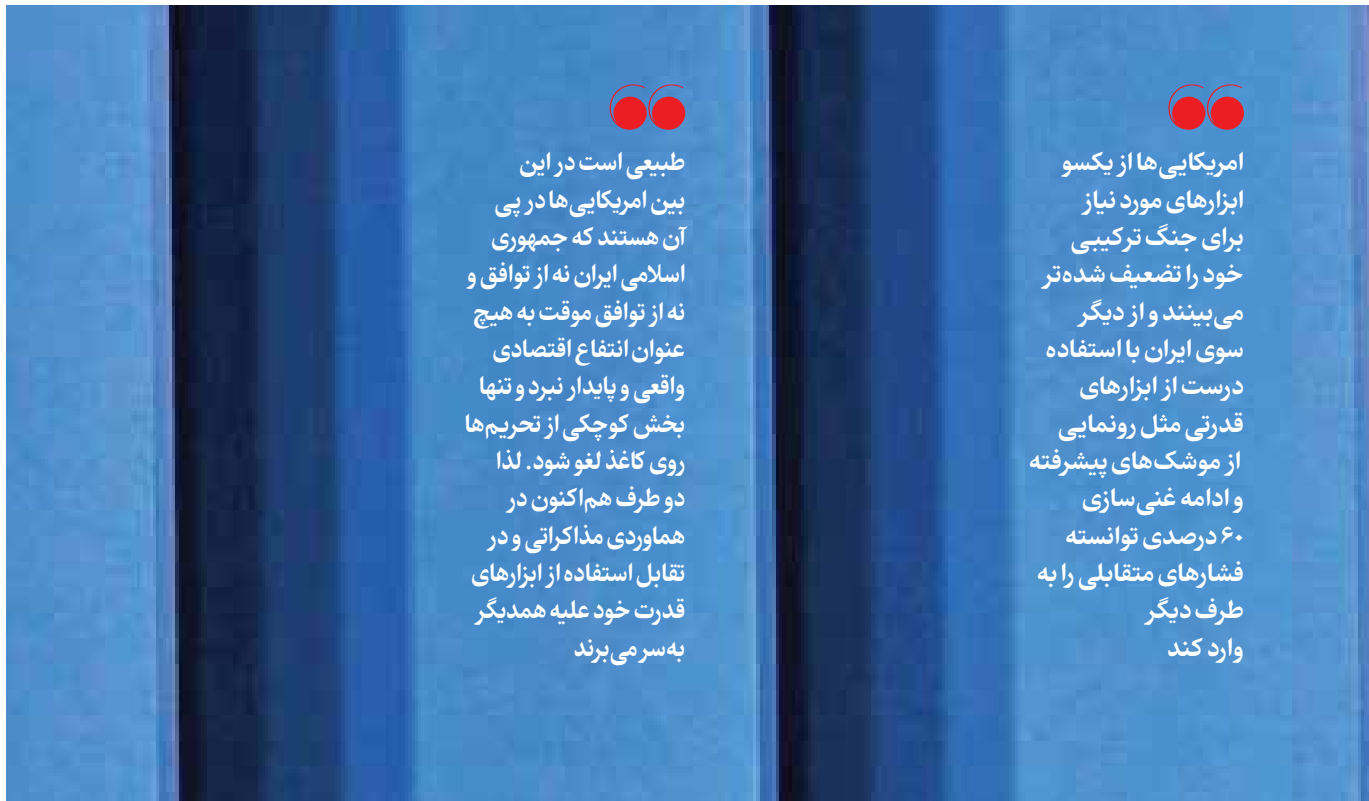 امریکایی‌ها از یکسو
ابزارهای مورد نیاز
برای جنگ ترکیبی
خود را تضعیف شده‌تر
می‌بینند و از دیگر
سوی ایران با استفاده
درست از ابزارهای
قدرتی مثل رونمایی
از موشک‌های پیشرفته
و ادامه غنی‌سازی
۶۰ درصدی توانسته
فشارهای متقابلی را به
طرف دیگر
وارد کند
طبیعی است در این
بین امریکایی‌ها در پی
آن هستند که جمهوری
اسلامی ایران نه از توافق و
نه از توافق موقت به هیچ
عنوان انتفاع اقتصادی
واقعی و پایدار نبرد و تنها
بخش کوچکی از تحریم‌ها
روی کاغذ لغو شود. لذا
دو طرف هم‌اکنون در
هماوردی مذاکراتی و در
تقابل استفاده از ابزارهای
قدرت خود علیه همدیگر
به‌سر می‌برند